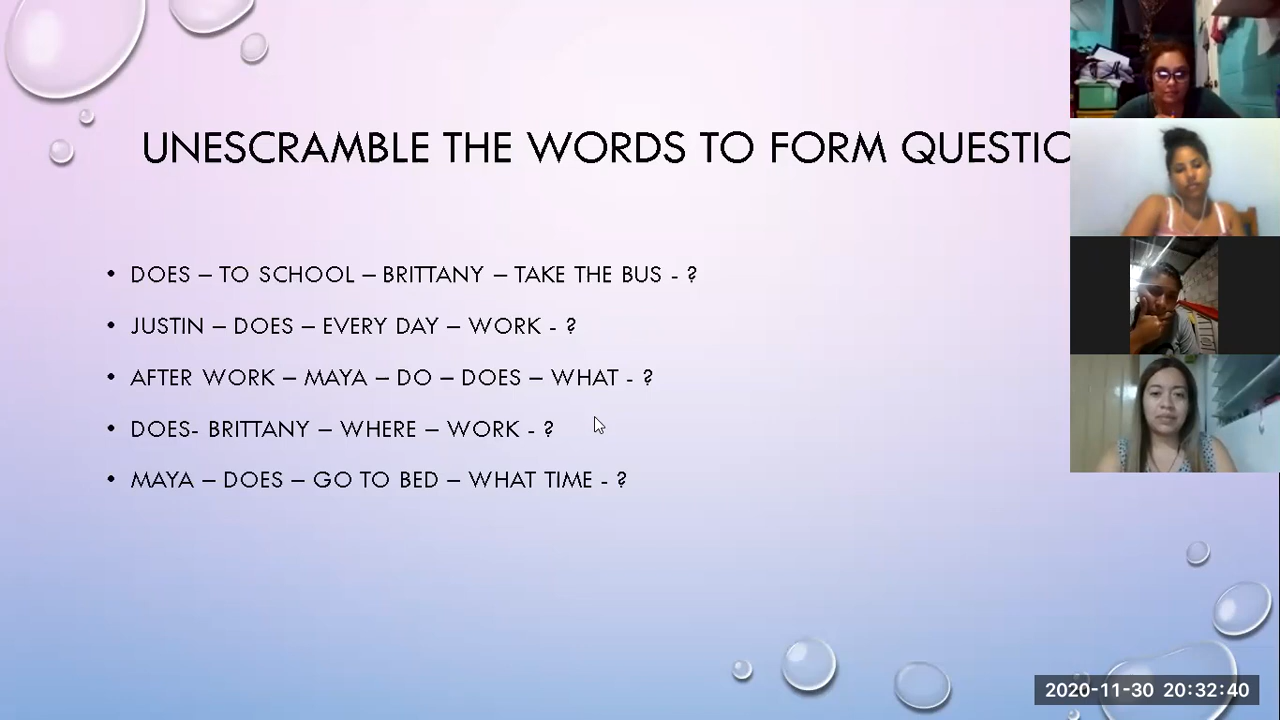 UNESCRAMBLE THE WORDS TO FORM
• DOES – TO SCHOOL – BRITTANY – TAKE THE BUS - ?
• JUSTIN – DOES – EVERY DAY – WORK - ?
• AFTER WORK – MAYA – DO – DOES – WHAT - ?
• DOES- BRITTANY – WHERE – WORK - ?
• MAYA – DOES – GO TO BED – WHAT TIME - ?
2020-11-30 20:32:40